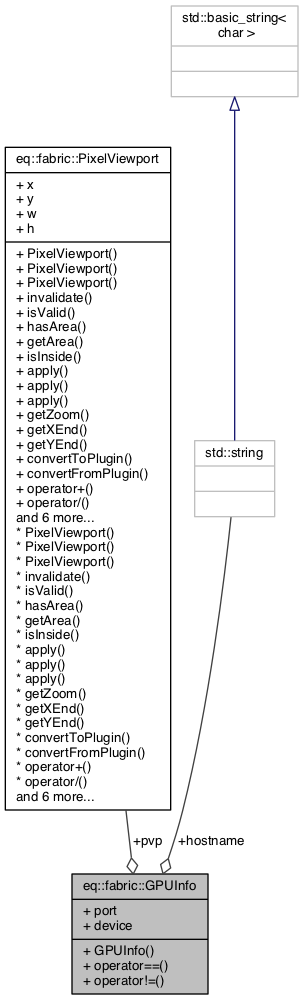 std::basic_string<
char >
eq::fabric::PixelViewport
+ x
+ y
+ w
+ h
+ PixelViewport()
+ PixelViewport()
+ PixelViewport()
+ invalidate()
+ isValid()
+ hasArea()
+ getArea()
+ isInside()
+ apply()
+ apply()
+ apply()
+ getZoom()
+ getXEnd()
+ getYEnd()
+ convertToPlugin()
+ convertFromPlugin()
+ operator+()
+ operator/()
and 6 more...
* PixelViewport()
* PixelViewport()
* PixelViewport()
* invalidate()
* isValid()
* hasArea()
* getArea()
* isInside()
* apply()
* apply()
* apply()
* getZoom()
* getXEnd()
* getYEnd()
* convertToPlugin()
* convertFromPlugin()
* operator+()
* operator/()
and 6 more...
std::string
+pvp
+hostname
eq::fabric::GPUInfo
+ port
+ device
+ GPUInfo()
+ operator==()
+ operator!=()